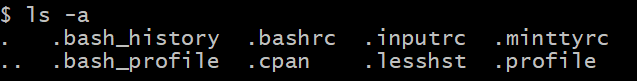 $ ls -a
.   .bash_history  .bashrc  .inputrc  .minttyrc
..  .bash_profile  .cpan    .lesshst  .profile